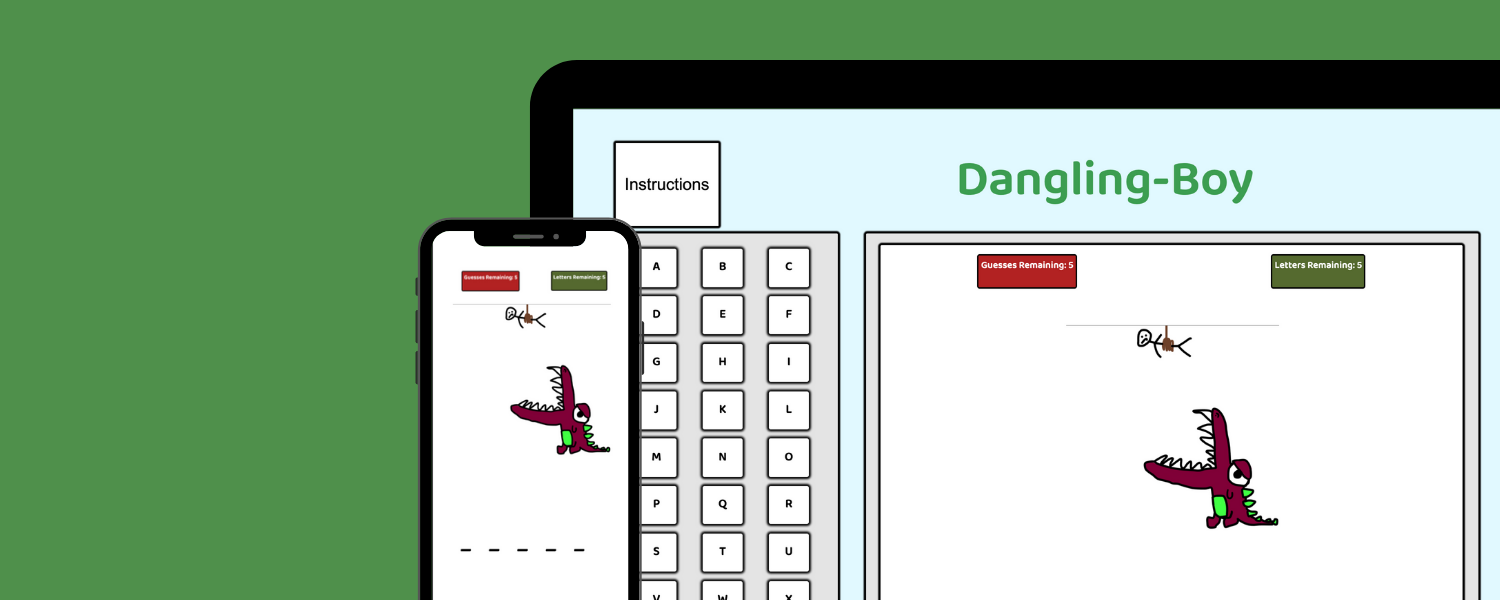 Instructions
Dangling-Boy
Guesses Remaining: 5
Letters Remaining: 5
A B C
D E F
G H I
J K L
M N O
P Q R
S T U
V W X
Guesses Remaining: 5
Letters Remaining: 5